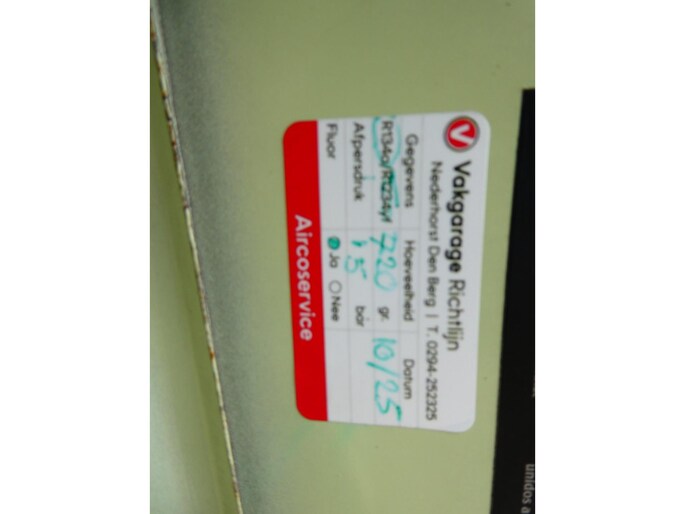 Vakgarage Richtlijn
Nederhorst Den Berg | T. 0294-252325
Gegevens Hoeveelheid Datum
R134a/R1234yf 720 gr. 10/25
Afpersdruk 15 bar
Fluor Ja Nee
Aircoservice
unidos a